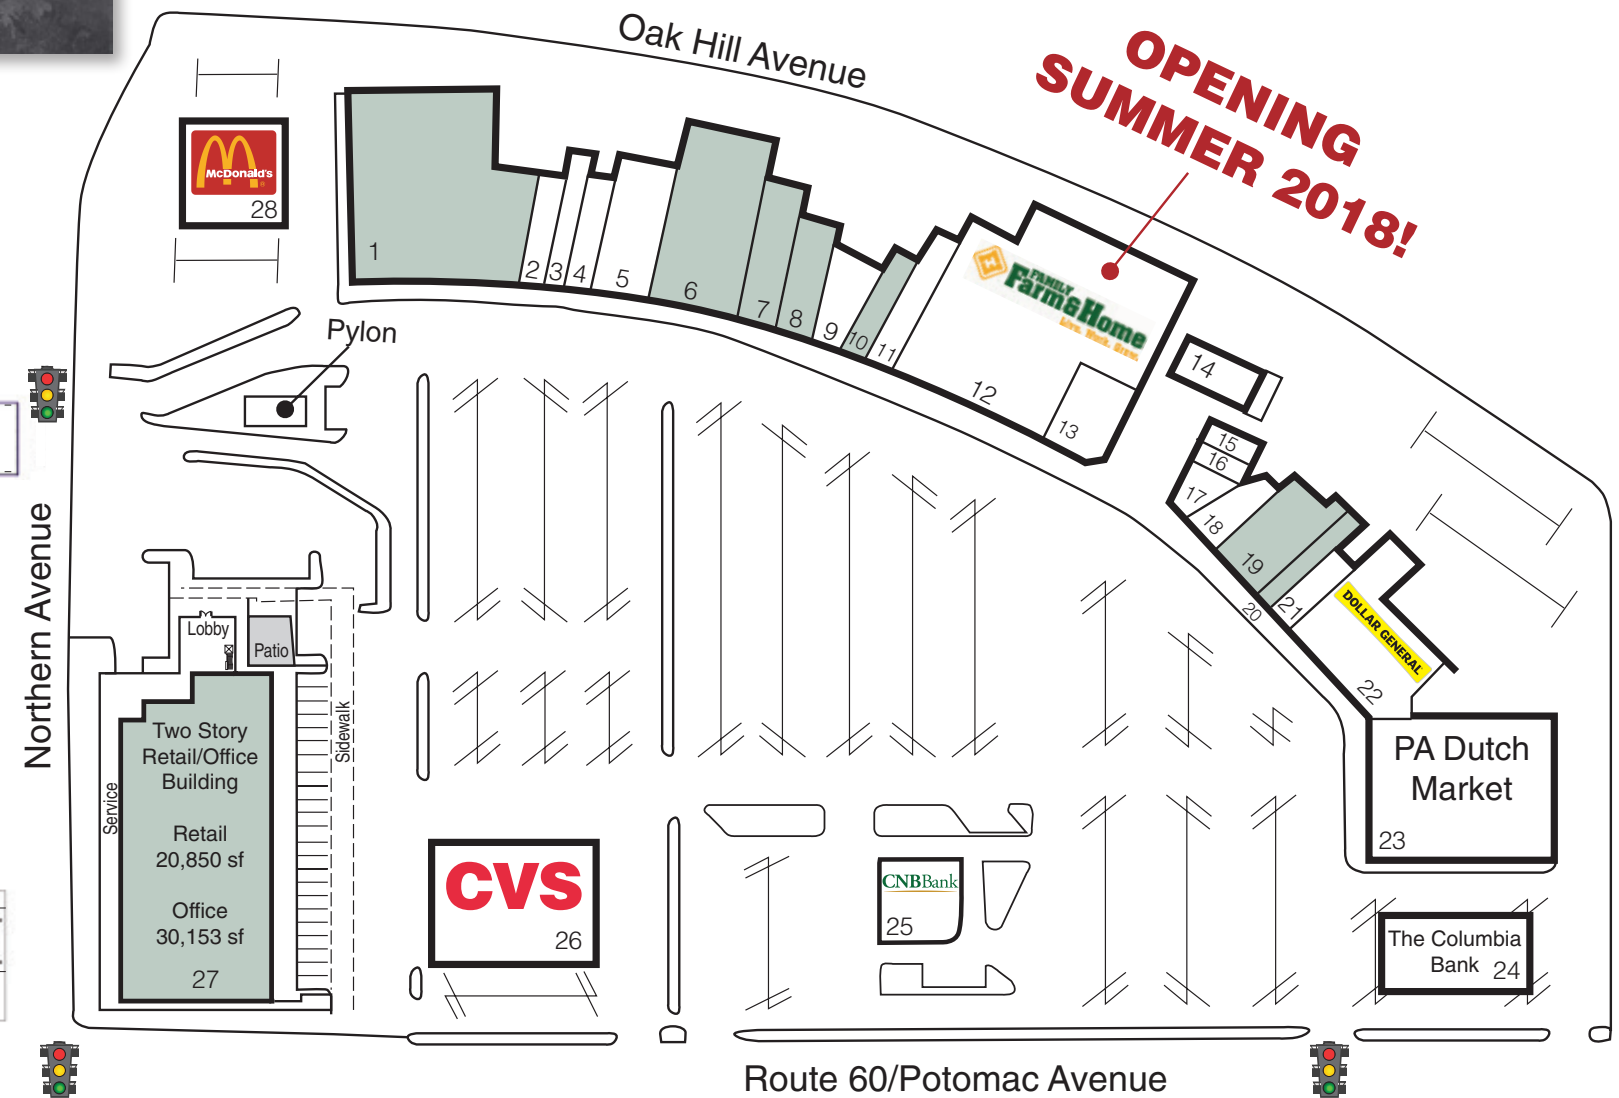 Oak Hill Avenue
OPENING
SUMMER 2018!
McDonald's
28
1
2
3
4
5
6
7
8
9
10
11
12
13
FAMILY
Farm&Home
Live. Work. Grow.
14
15
16
17
18
19
20
21
22
DOLLAR GENERAL
PA Dutch
Market
23
The Columbia
Bank 24
CNBBank
25
CVS
26
Pylon
Northern Avenue
Lobby
Patio
Sidewalk
Service
Two Story
Retail/Office
Building
Retail
20,850 sf
Office
30,153 sf
27
Route 60/Potomac Avenue